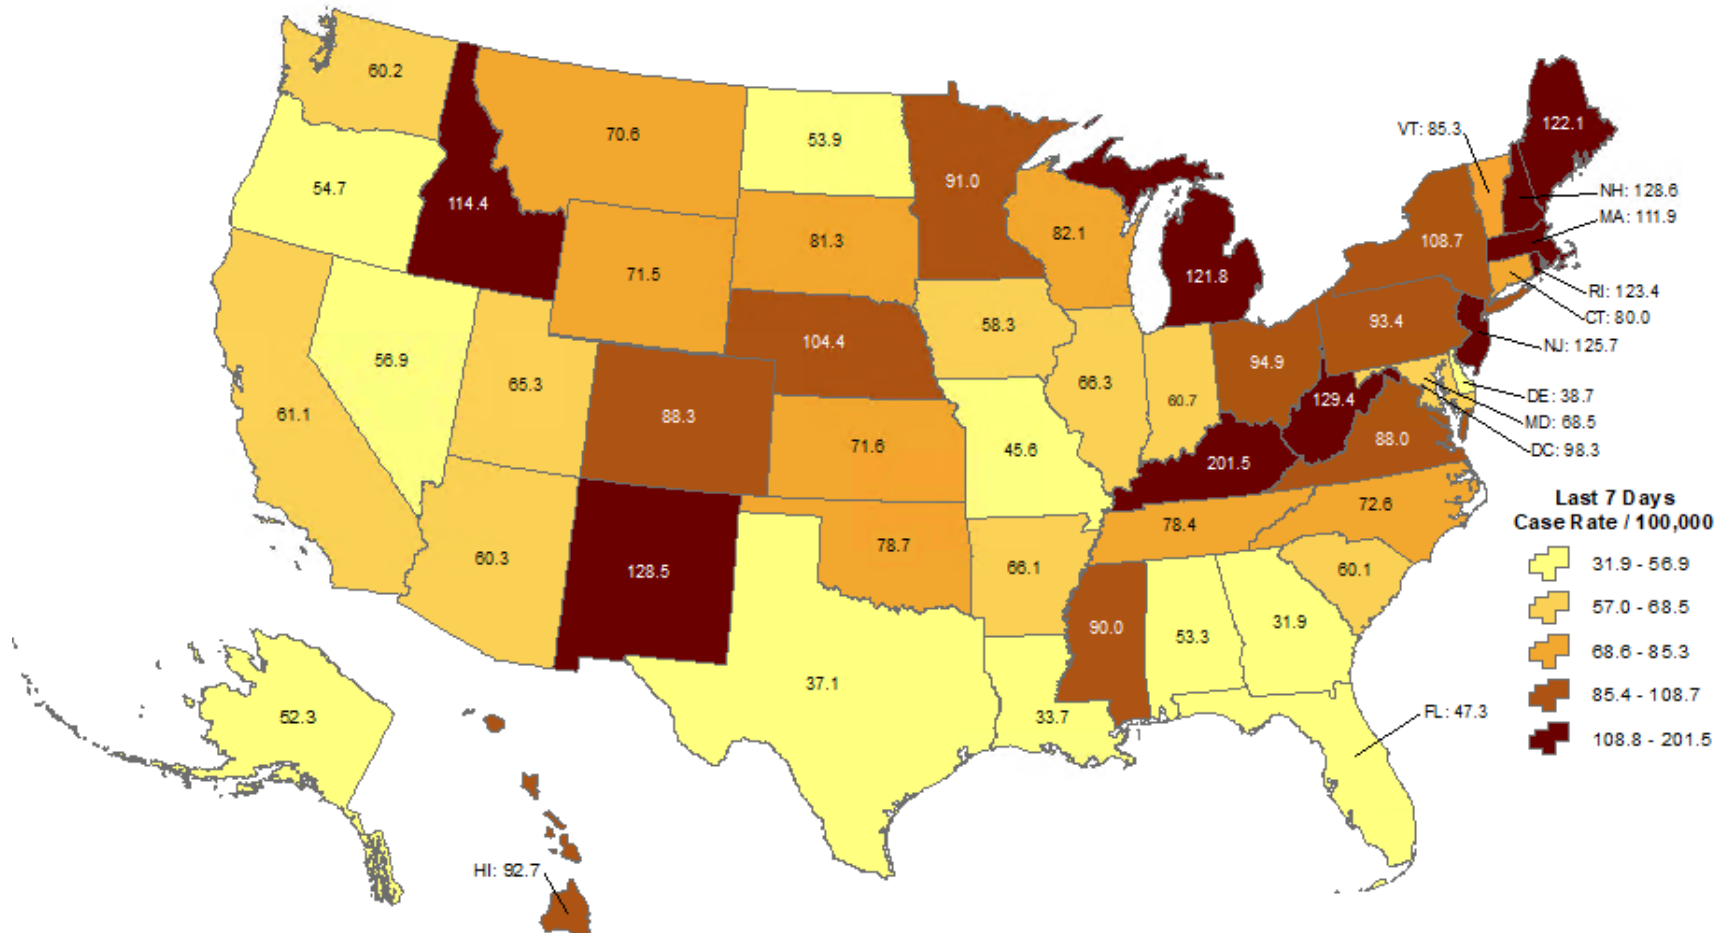 60.2
70.6
53.9
54.7
114.4
91.0
122.1
VT: 85.3
NH: 128.6
MA: 111.9
81.3
82.1
108.7
71.5
121.8
RI: 123.4
CT: 80.0
58.3
93.4
NJ: 125.7
104.4
56.9
65.3
66.3
60.7
94.9
129.4
DE: 38.7
MD: 68.5
DC: 98.3
61.1
88.3
71.6
45.6
201.5
88.0
72.6
78.4
78.7
60.3
128.5
66.1
60.1
90.0
53.3
31.9
37.1
33.7
52.3
FL: 47.3
HI: 92.7
Last 7 Days
Case Rate / 100,000
31.9 - 56.9
57.0 - 68.5
68.6 - 85.3
85.4 - 108.7
108.8 - 201.5